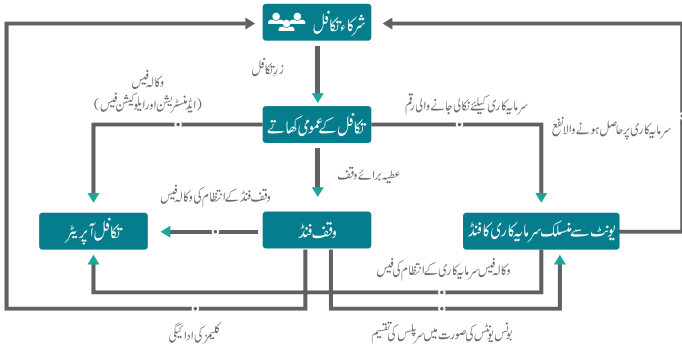 شرکاء تکافل
زرِ تکافل
وکالہ فیس
(ایڈمنسٹریشن اور ایلوکیشن فیس)
سرمایہ کاری کیلئے نکالی جانے والی رقم
تکافل کے عمومی کھاتے
سرمایہ کاری پر حاصل ہونے والا نفع
عطیہ برائے وقف
وقف فنڈ کے انتظام کی وکالہ فیس
یونٹ سے منسلک سرمایہ کاری کا فنڈ
وقف فنڈ
تکافل آپریٹر
وکالہ فیس سرمایہ کاری کے انتظام کی فیس
بونس یونٹس کی صورت میں سرپلس کی تقسیم
کلیمز کی ادائیگی